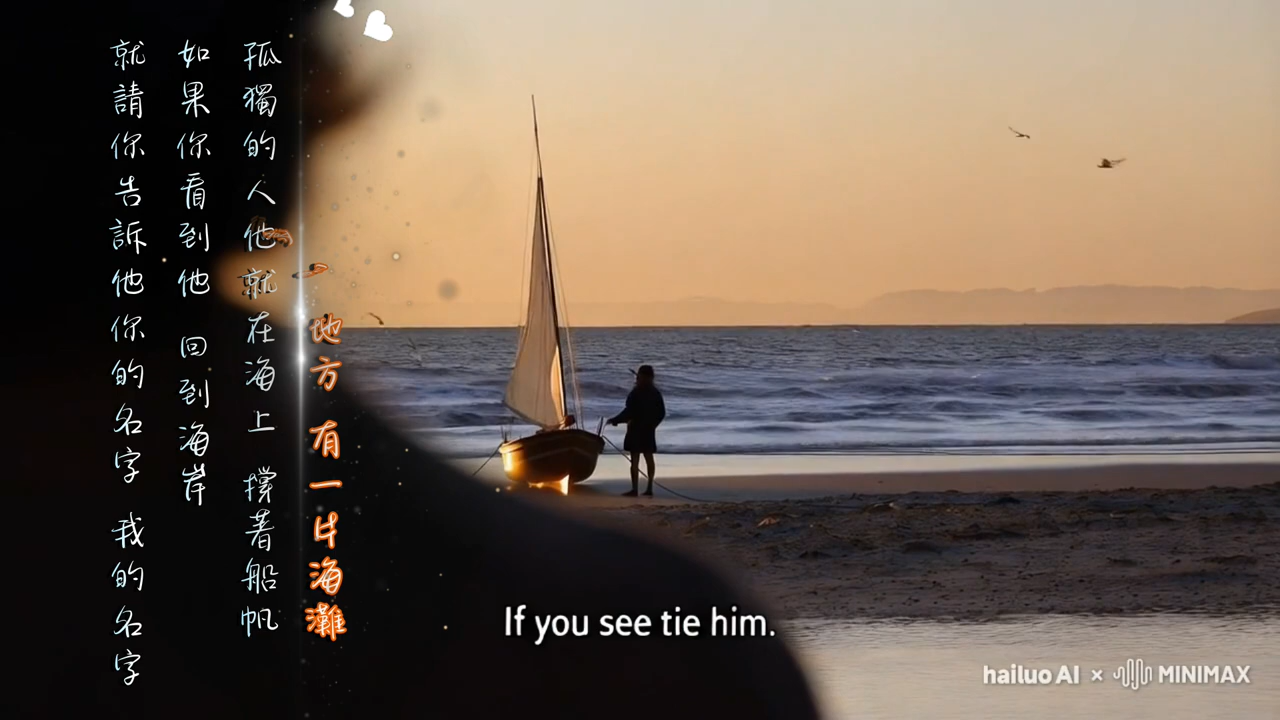 地方 有一片海灘
孤獨的人他就在海上 撐著船帆
如果你看到他 回到海岸
就請你告訴他你的名字 我的名字
If you see tie him.
hailuo AI × MINIMAX